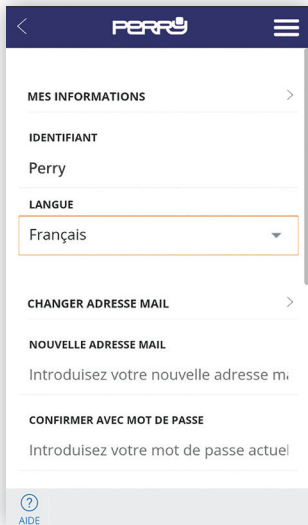 PERRY
MES INFORMATIONS
IDENTIFIANT
Perry
LANGUE
Français
CHANGER ADRESSE MAIL
NOUVELLE ADRESSE MAIL
Introduisez votre nouvelle adresse ma
CONFIRMER AVEC MOT DE PASSE
Introduisez votre mot de passe actuel
?
AIDE